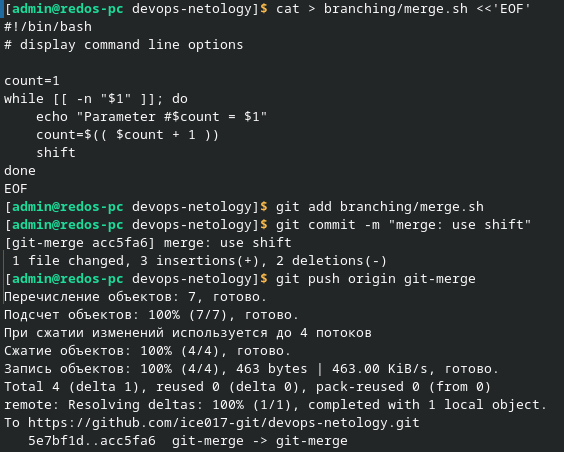 [admin@redos-pc devops-netology]$ cat > branching/merge.sh <<'EOF'
#!/bin/bash
# display command line options

count=1
while [[ -n "$1" ]]; do
    echo "Parameter #$count = $1"
    count=$(( $count + 1 ))
    shift
done
EOF
[admin@redos-pc devops-netology]$ git add branching/merge.sh
[admin@redos-pc devops-netology]$ git commit -m "merge: use shift"
[git-merge acc5fa6] merge: use shift
 1 file changed, 3 insertions(+), 2 deletions(-)
[admin@redos-pc devops-netology]$ git push origin git-merge
Перечисление объектов: 7, готово.
Подсчет объектов: 100% (7/7), готово.
При сжатии изменений используется до 4 потоков
Сжатие объектов: 100% (4/4), готово.
Запись объектов: 100% (4/4), 463 bytes | 463.00 KiB/s, готово.
Total 4 (delta 1), reused 0 (delta 0), pack-reused 0 (from 0)
remote: Resolving deltas: 100% (1/1), completed with 1 local object.
To https://github.com/ice017-git/devops-netology.git
   5e7bf1d..acc5fa6  git-merge -> git-merge